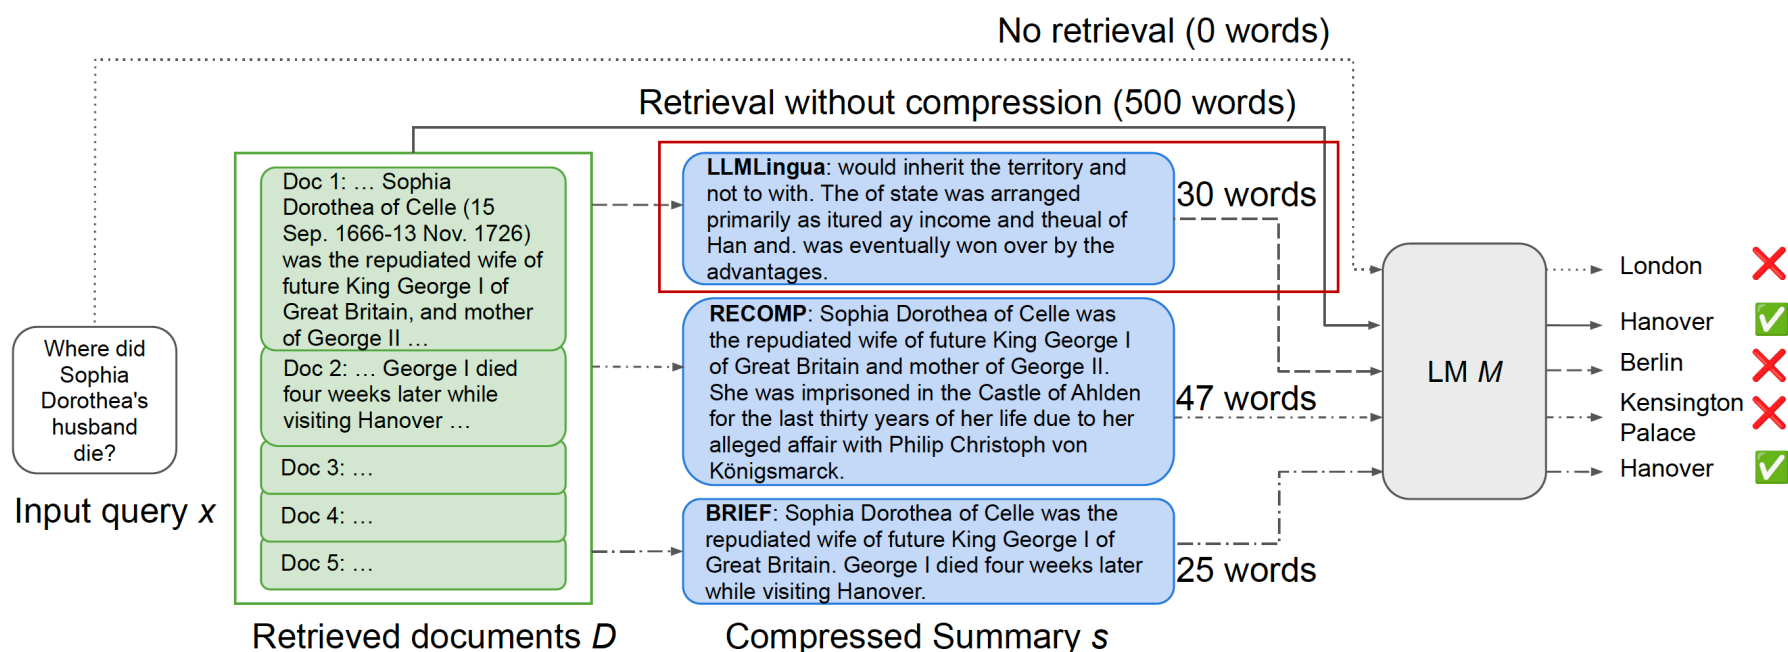 No retrieval (0 words)
Retrieval without compression (500 words)
Where did
Sophia
Dorothea's
husband
die?
Input query x
Doc 1: … Sophia
Dorothea of Celle (15
Sep. 1666-13 Nov. 1726)
was the repudiated wife of
future King George I of
Great Britain, and mother
of George II …
Doc 2: … George I died
four weeks later while
visiting Hanover …
Doc 3: …
Doc 4: …
Doc 5: …
Retrieved documents D
LLMLingua: would inherit the territory and
not to with. The of state was arranged
primarily as itured ay income and theual of
Han and. was eventually won over by the
advantages.
30 words
RECOMP: Sophia Dorothea of Celle was
the repudiated wife of future King George I
of Great Britain and mother of George II.
She was imprisoned in the Castle of Ahlden
for the last thirty years of her life due to her
alleged affair with Philip Christoph von
Königsmarck.
47 words
BRIEF: Sophia Dorothea of Celle was the
repudiated wife of future King George I of
Great Britain. George I died four weeks later
while visiting Hanover.
25 words
Compressed Summary s
LM M
London
Hanover
Berlin
Kensington
Palace
Hanover